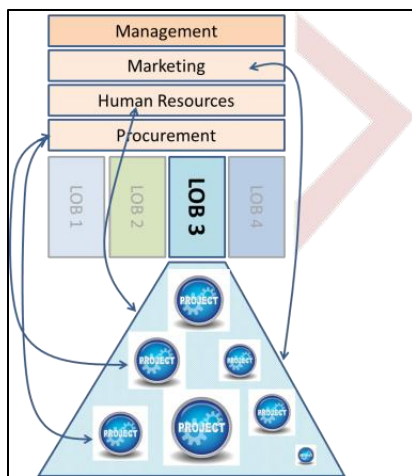 Management
Marketing
Human Resources
Procurement
LOB 1
LOB 2
LOB 3
LOB 4
PROJECT
PROJECT
PROJECT
PROJECT
PROJECT
PROJECT